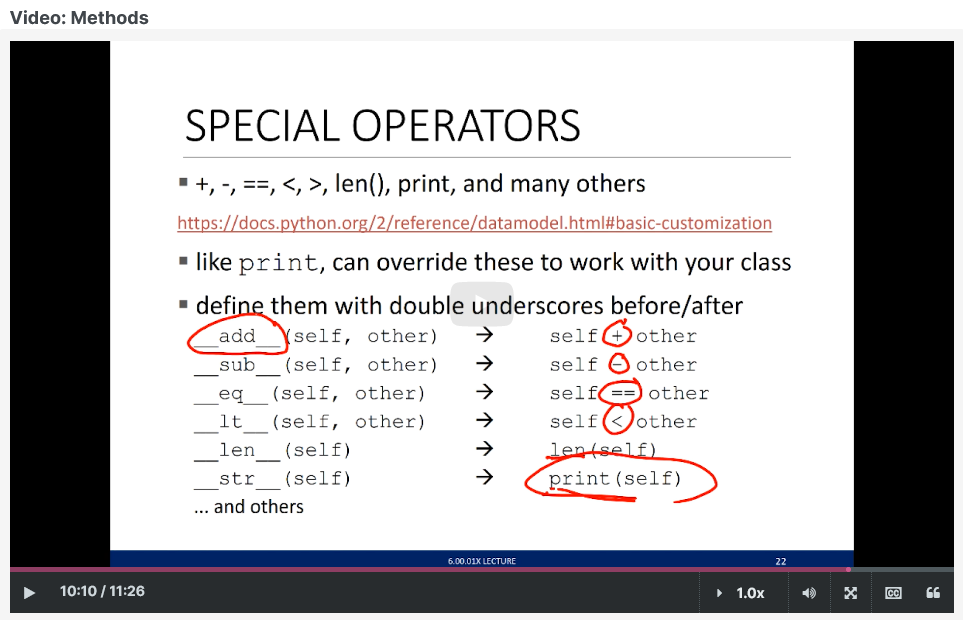 Video: Methods
SPECIAL OPERATORS
▪ +, -, ==, <, >, len(), print, and many others
https://docs.python.org/2/reference/datamodel.html#basic-customization
▪ like print, can override these to work with your class
▪ define them with double underscores before/after
__add__(self, other) → self + other
__sub__(self, other) → self - other
__eq__(self, other) → self == other
__lt__(self, other) → self < other
__len__(self) → len(self)
__str__(self) → print(self)
... and others
6.00.01X LECTURE 22
10:10 / 11:26 1.0x CC